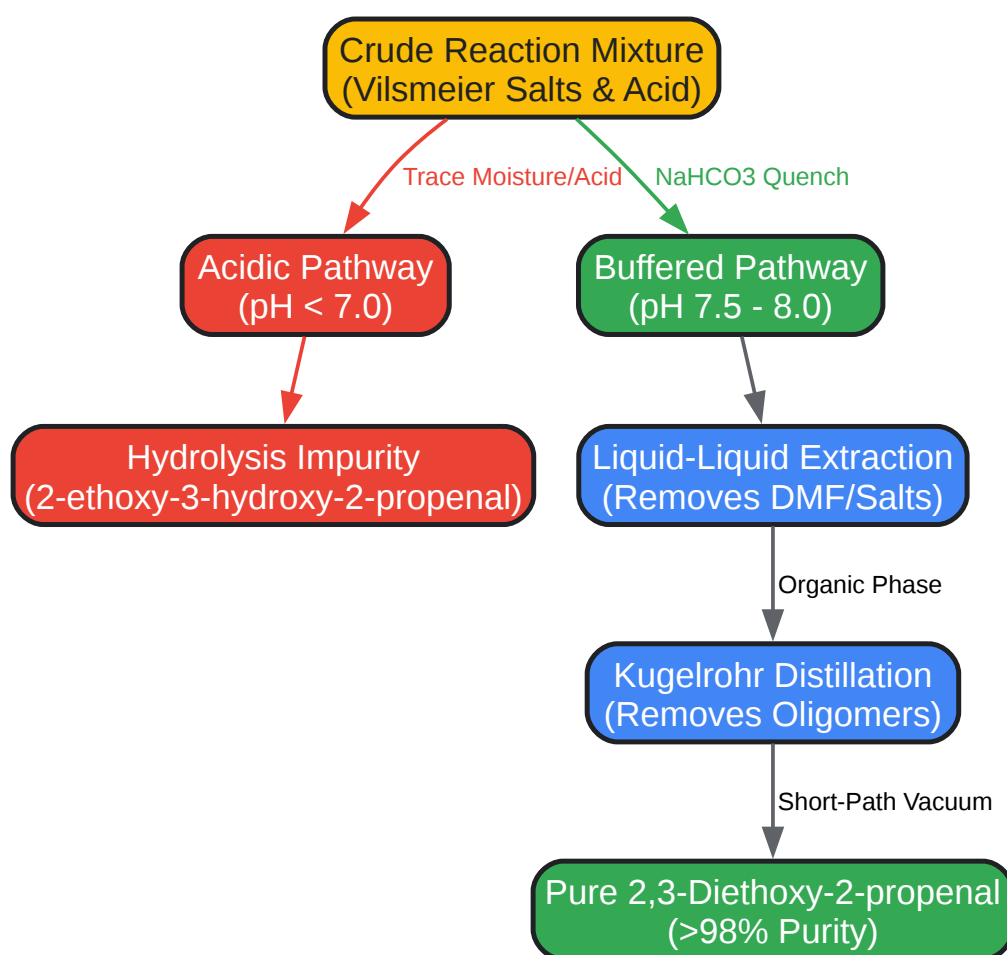 Crude Reaction Mixture
(Vilsmeier Salts & Acid)
Trace Moisture/Acid
NaHCO3 Quench
Acidic Pathway
(pH < 7.0)
Buffered Pathway
(pH 7.5 - 8.0)
Hydrolysis Impurity
(2-ethoxy-3-hydroxy-2-propenal)
Liquid-Liquid Extraction
(Removes DMF/Salts)
Organic Phase
Kugelrohr Distillation
(Removes Oligomers)
Short-Path Vacuum
Pure 2,3-Diethoxy-2-propenal
(>98% Purity)